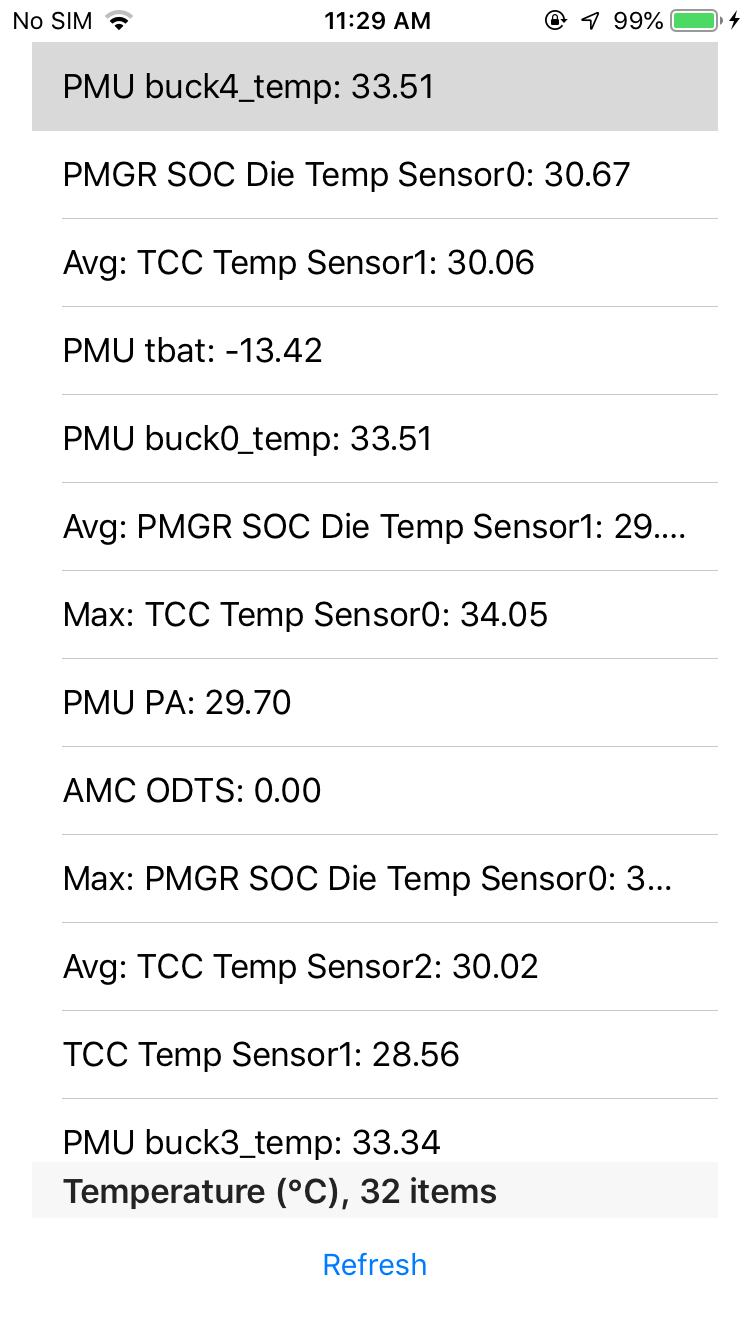 No SIM 11:29 AM 99%
PMU buck4_temp: 33.51
PMGR SOC Die Temp Sensor0: 30.67
Avg: TCC Temp Sensor1: 30.06
PMU tbat: -13.42
PMU buck0_temp: 33.51
Avg: PMGR SOC Die Temp Sensor1: 29....
Max: TCC Temp Sensor0: 34.05
PMU PA: 29.70
AMC ODTS: 0.00
Max: PMGR SOC Die Temp Sensor0: 3...
Avg: TCC Temp Sensor2: 30.02
TCC Temp Sensor1: 28.56
PMU buck3_temp: 33.34
Temperature (°C), 32 items
Refresh